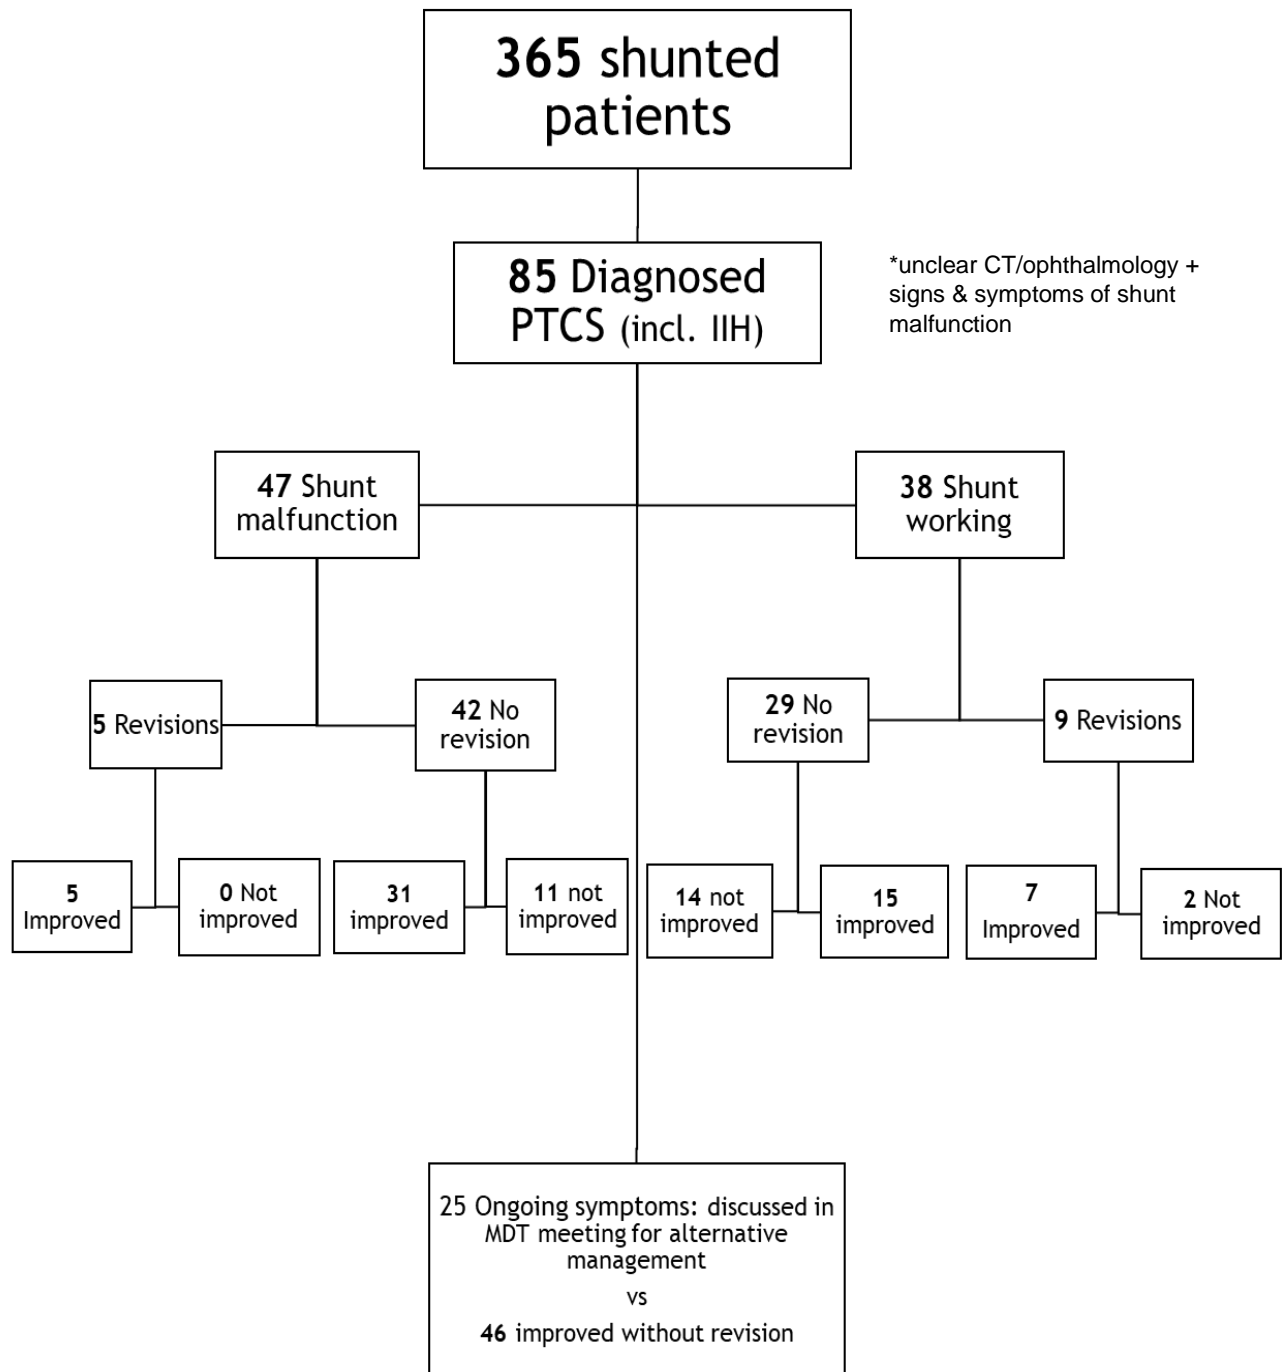 365 shunted
patients
85 Diagnosed
PTCS (incl. IIH)
*unclear CT/ophthalmology +
signs & symptoms of shunt
malfunction
47 Shunt
malfunction
38 Shunt
working
5 Revisions
42 No
revision
29 No
revision
9 Revisions
5
Improved
0 Not
improved
31
improved
11 not
improved
14 not
improved
15
improved
7
Improved
2 Not
improved
25 Ongoing symptoms: discussed in
MDT meeting for alternative
management
vs
46 improved without revision